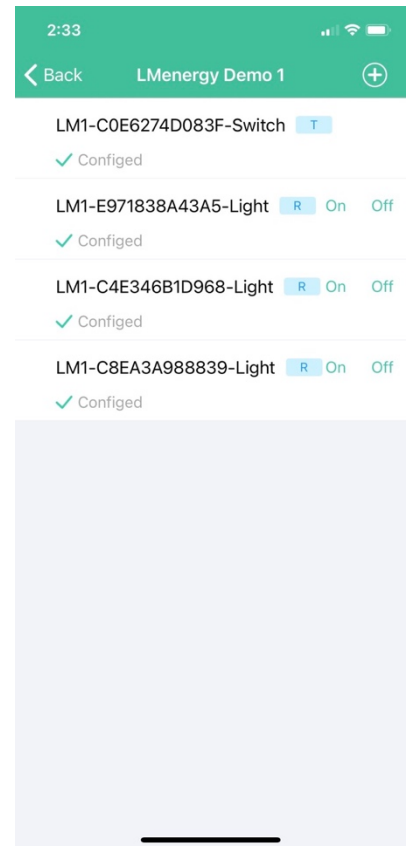 2:33
Back LMenergy Demo 1
LM1-C0E6274D083F-Switch T
Configed
LM1-E971838A43A5-Light R On Off
Configed
LM1-C4E346B1D968-Light R On Off
Configed
LM1-C8EA3A988839-Light R On Off
Configed